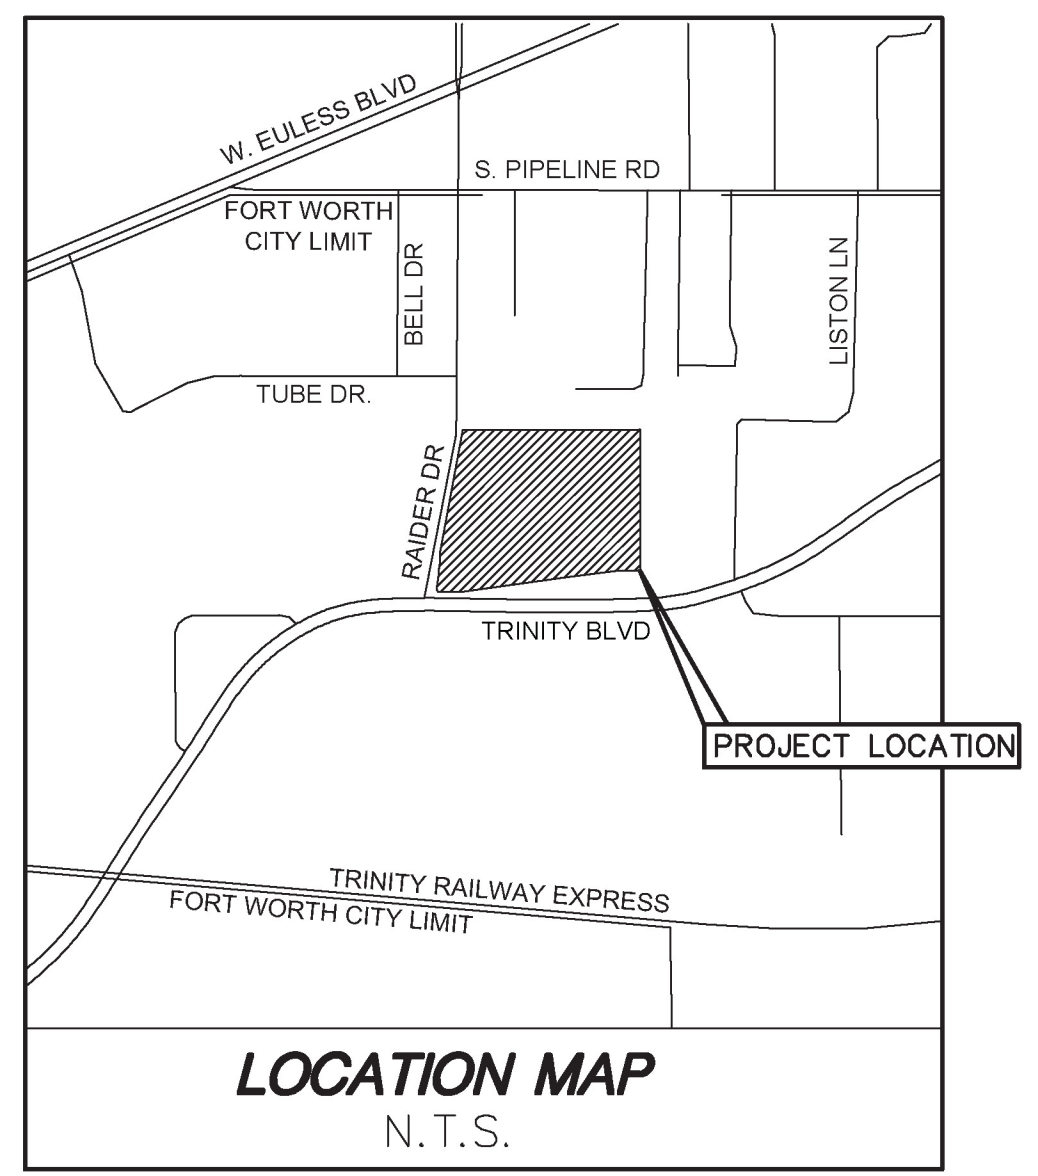 W. EULESS BLVD
S. PIPELINE RD
FORT WORTH
CITY LIMIT
BELL DR
LISTON LN
TUBE DR.
RAIDER DR
TRINITY BLVD
PROJECT LOCATION
TRINITY RAILWAY EXPRESS
FORT WORTH CITY LIMIT
LOCATION MAP
N.T.S.